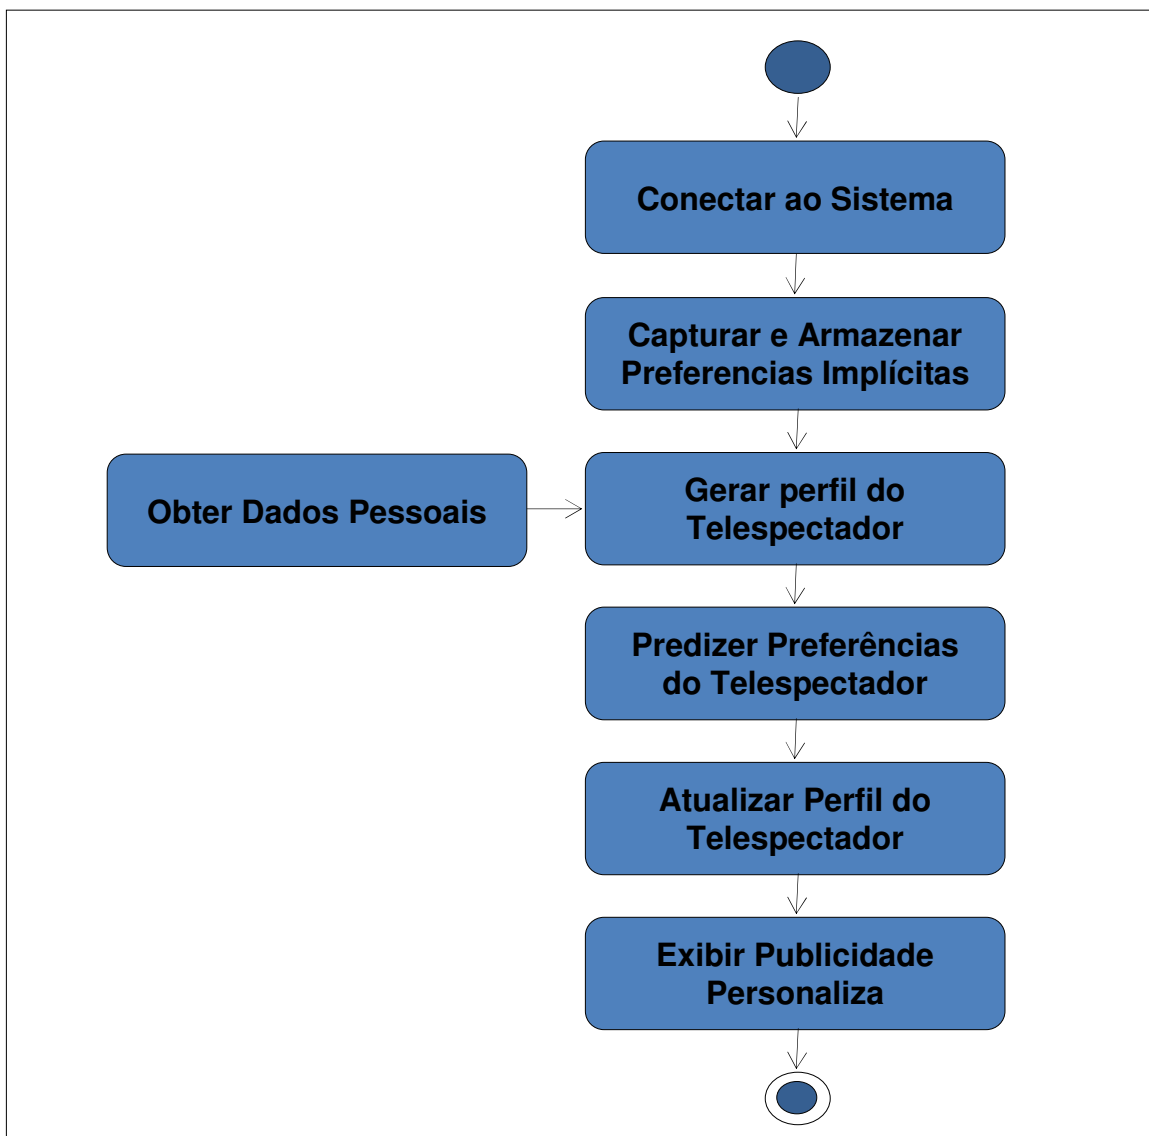 Conectar ao Sistema
Capturar e Armazenar
Preferencias Implícitas
Obter Dados Pessoais
Gerar perfil do
Telespectador
Predizer Preferências
do Telespectador
Atualizar Perfil do
Telespectador
Exibir Publicidade
Personaliza